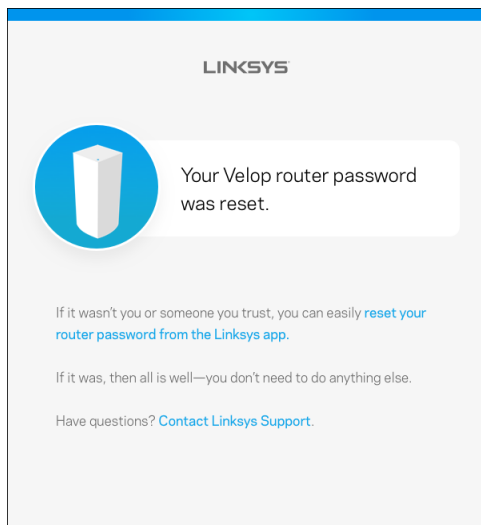 LINKSYS
Your Velop router password
was reset.
If it wasn't you or someone you trust, you can easily reset your
router password from the Linksys app.
If it was, then all is well—you don't need to do anything else.
Have questions? Contact Linksys Support.